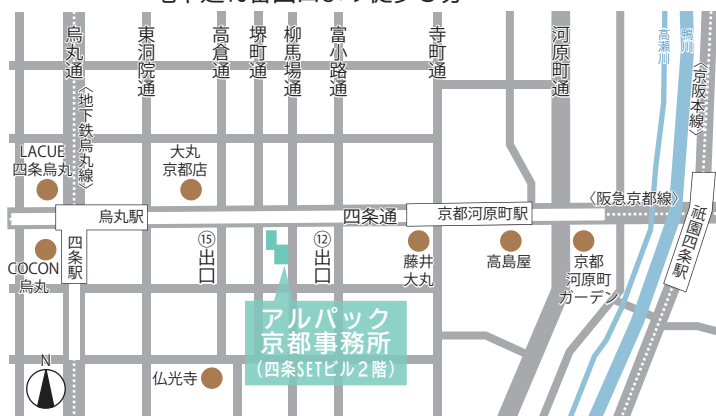 烏丸通
東洞院通
高倉通
堺町通
柳馬場通
富小路通
寺町通
河原町通
高瀬川
鴨川
〈京阪本線〉
〈地下鉄烏丸線〉
LACUE
四条烏丸
大丸
京都店
烏丸駅
四条通
京都河原町駅
〈阪急京都線〉
祇園四条駅
四条駅
COCON
烏丸
⑮出口
⑫出口
藤井
大丸
高島屋
京都
河原町
ガーデン
アルパック
京都事務所
(四条SETビル2階)
仏光寺
N